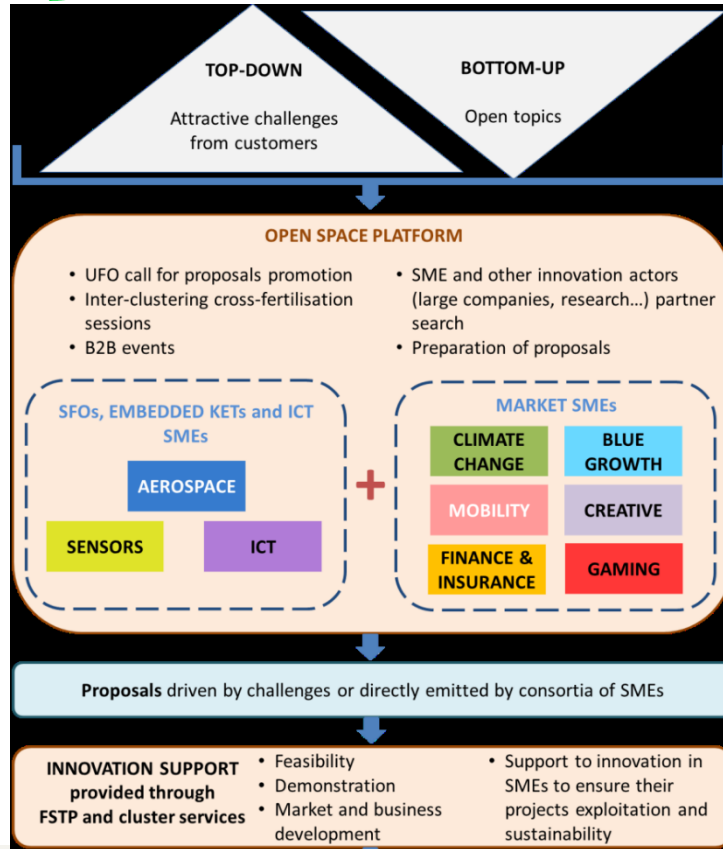 TOP-DOWN
Attractive challenges
from customers
BOTTOM-UP
Open topics
OPEN SPACE PLATFORM
• UFO call for proposals promotion
• Inter-clustering cross-fertilisation
sessions
• B2B events
• SME and other innovation actors
(large companies, research...) partner
search
• Preparation of proposals
SFOs, EMBEDDED KETs and ICT
SMEs
AEROSPACE
SENSORS
ICT
+
MARKET SMEs
CLIMATE
CHANGE
BLUE
GROWTH
MOBILITY
CREATIVE
FINANCE &
INSURANCE
GAMING
Proposals driven by challenges or directly emitted by consortia of SMEs
INNOVATION SUPPORT
provided through
FSTP and cluster services
• Feasibility
• Demonstration
• Market and business
development
• Support to innovation in
SMEs to ensure their
projects exploitation and
sustainability